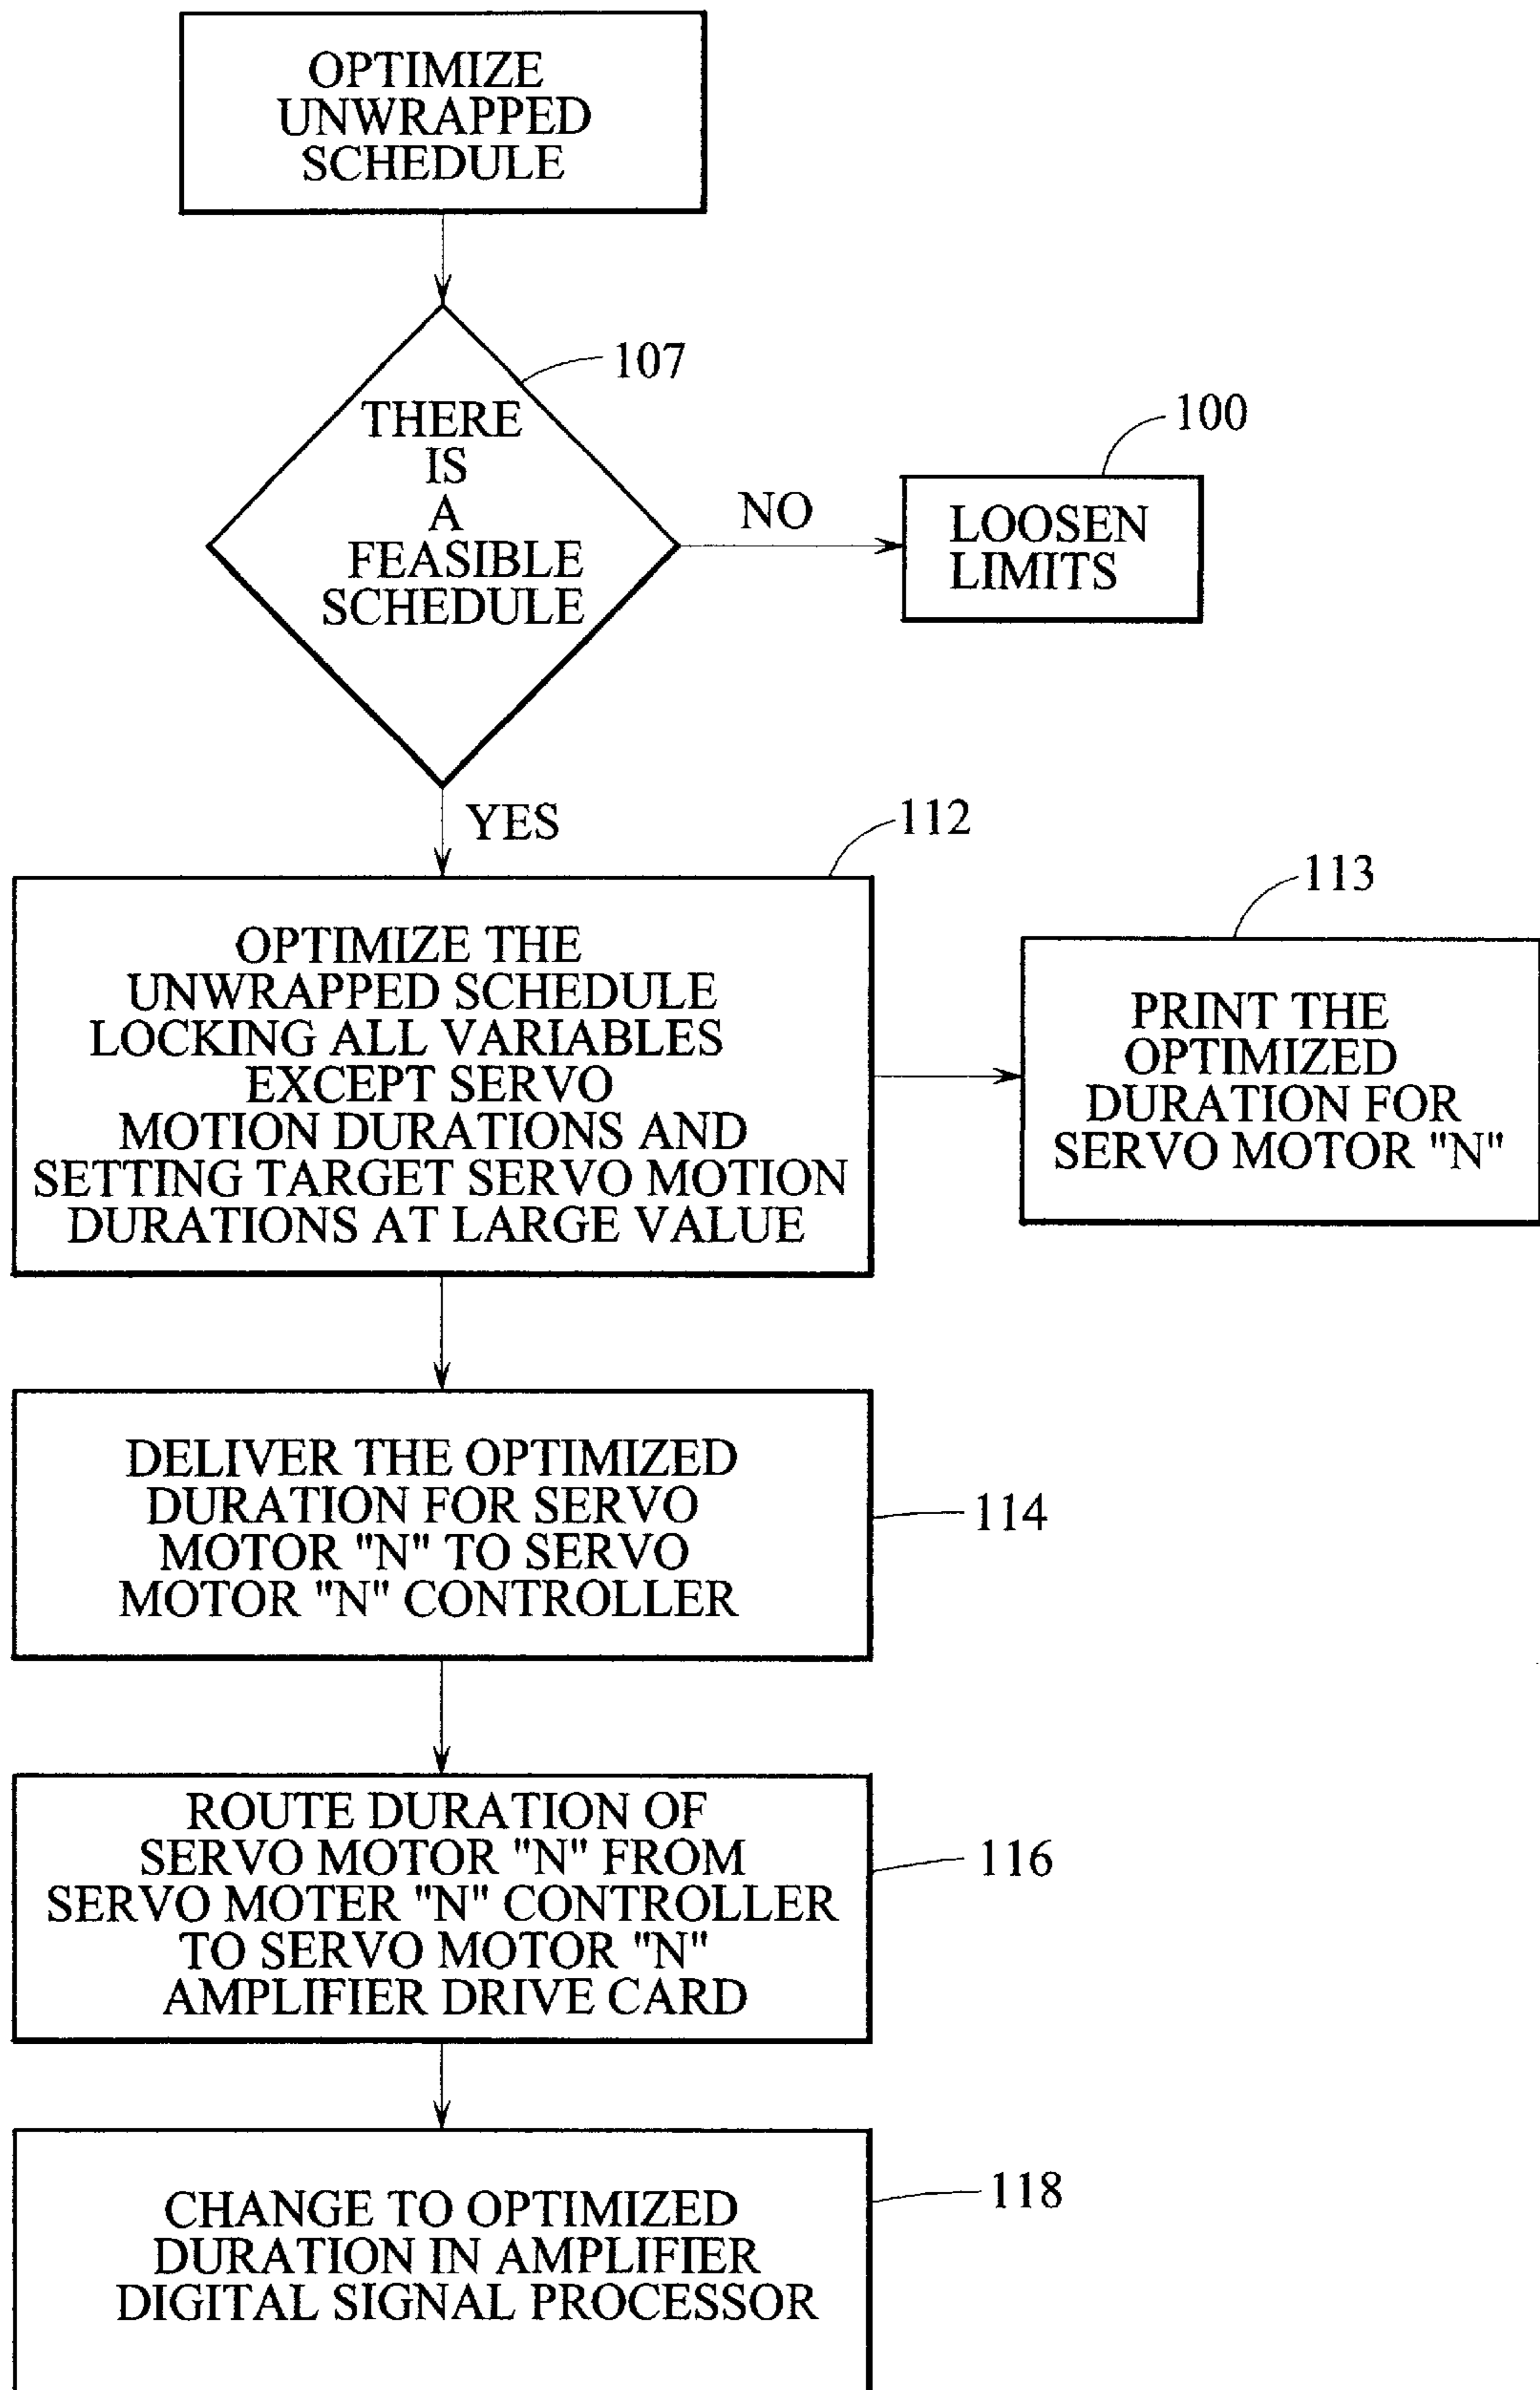 OPTIMIZE
UNWRAPPED
SCHEDULE
107
THERE
IS
A
FEASIBLE
SCHEDULE
NO
100
LOOSEN
LIMITS
YES
112
OPTIMIZE THE
UNWRAPPED SCHEDULE
LOCKING ALL VARIABLES
EXCEPT SERVO
MOTION DURATIONS AND
SETTING TARGET SERVO MOTION
DURATIONS AT LARGE VALUE
113
PRINT THE
OPTIMIZED
DURATION FOR
SERVO MOTOR "N"
DELIVER THE OPTIMIZED
DURATION FOR SERVO
MOTOR "N" TO SERVO
MOTOR "N" CONTROLLER
114
ROUTE DURATION OF
SERVO MOTOR "N" FROM
SERVO MOTER "N" CONTROLLER
TO SERVO MOTOR "N"
AMPLIFIER DRIVE CARD
116
CHANGE TO OPTIMIZED
DURATION IN AMPLIFIER
DIGITAL SIGNAL PROCESSOR
118